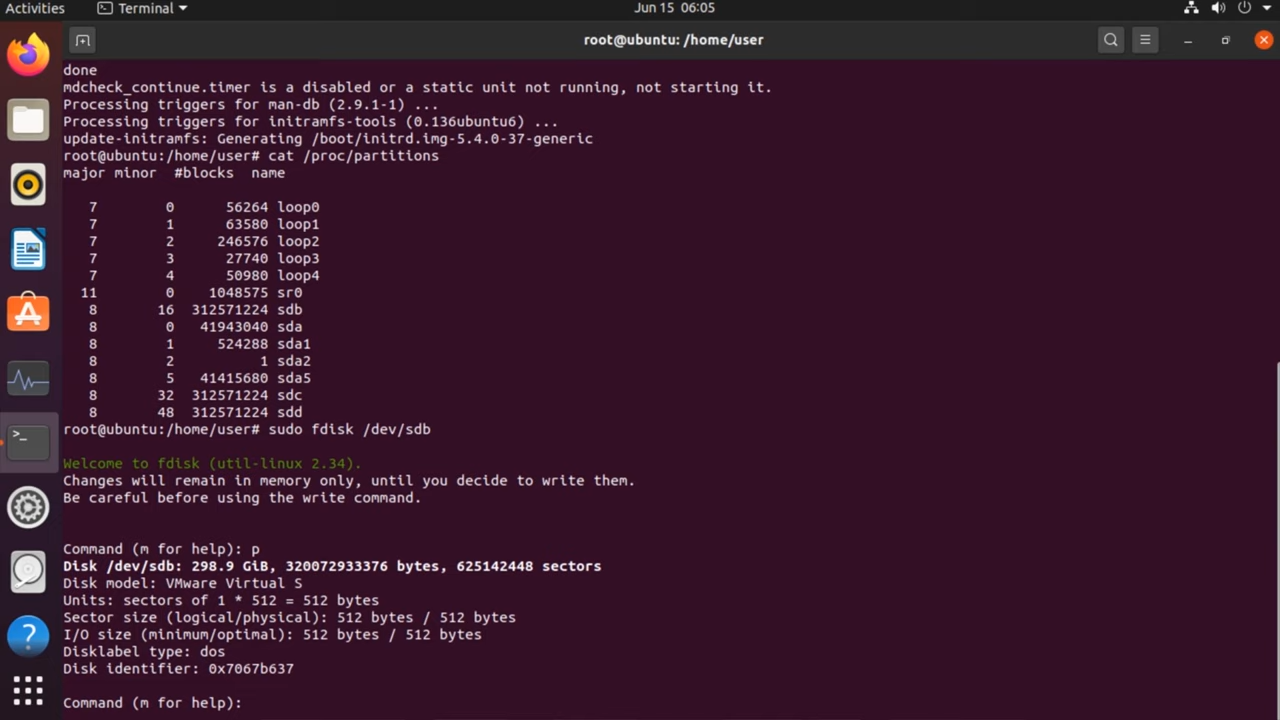 Activities Terminal Jun 15 06:05
root@ubuntu: /home/user
done
mdcheck_continue.timer is a disabled or a static unit not running, not starting it.
Processing triggers for man-db (2.9.1-1) ...
Processing triggers for initramfs-tools (0.136ubuntu6) ...
update-initramfs: Generating /boot/initrd.img-5.4.0-37-generic
root@ubuntu:/home/user# cat /proc/partitions
major minor  #blocks  name
7 0 56264 loop0
7 1 63580 loop1
7 2 246576 loop2
7 3 27740 loop3
7 4 50980 loop4
11 0 1048575 sr0
8 16 312571224 sdb
8 0 41943040 sda
8 1 524288 sda1
8 2 1 sda2
8 5 41415680 sda5
8 32 312571224 sdc
8 48 312571224 sdd
root@ubuntu:/home/user# sudo fdisk /dev/sdb
Welcome to fdisk (util-linux 2.34).
Changes will remain in memory only, until you decide to write them.
Be careful before using the write command.
Command (m for help): p
Disk /dev/sdb: 298.9 GiB, 320072933376 bytes, 625142448 sectors
Disk model: VMware Virtual S
Units: sectors of 1 * 512 = 512 bytes
Sector size (logical/physical): 512 bytes / 512 bytes
I/O size (minimum/optimal): 512 bytes / 512 bytes
Disklabel type: dos
Disk identifier: 0x7067b637
Command (m for help):